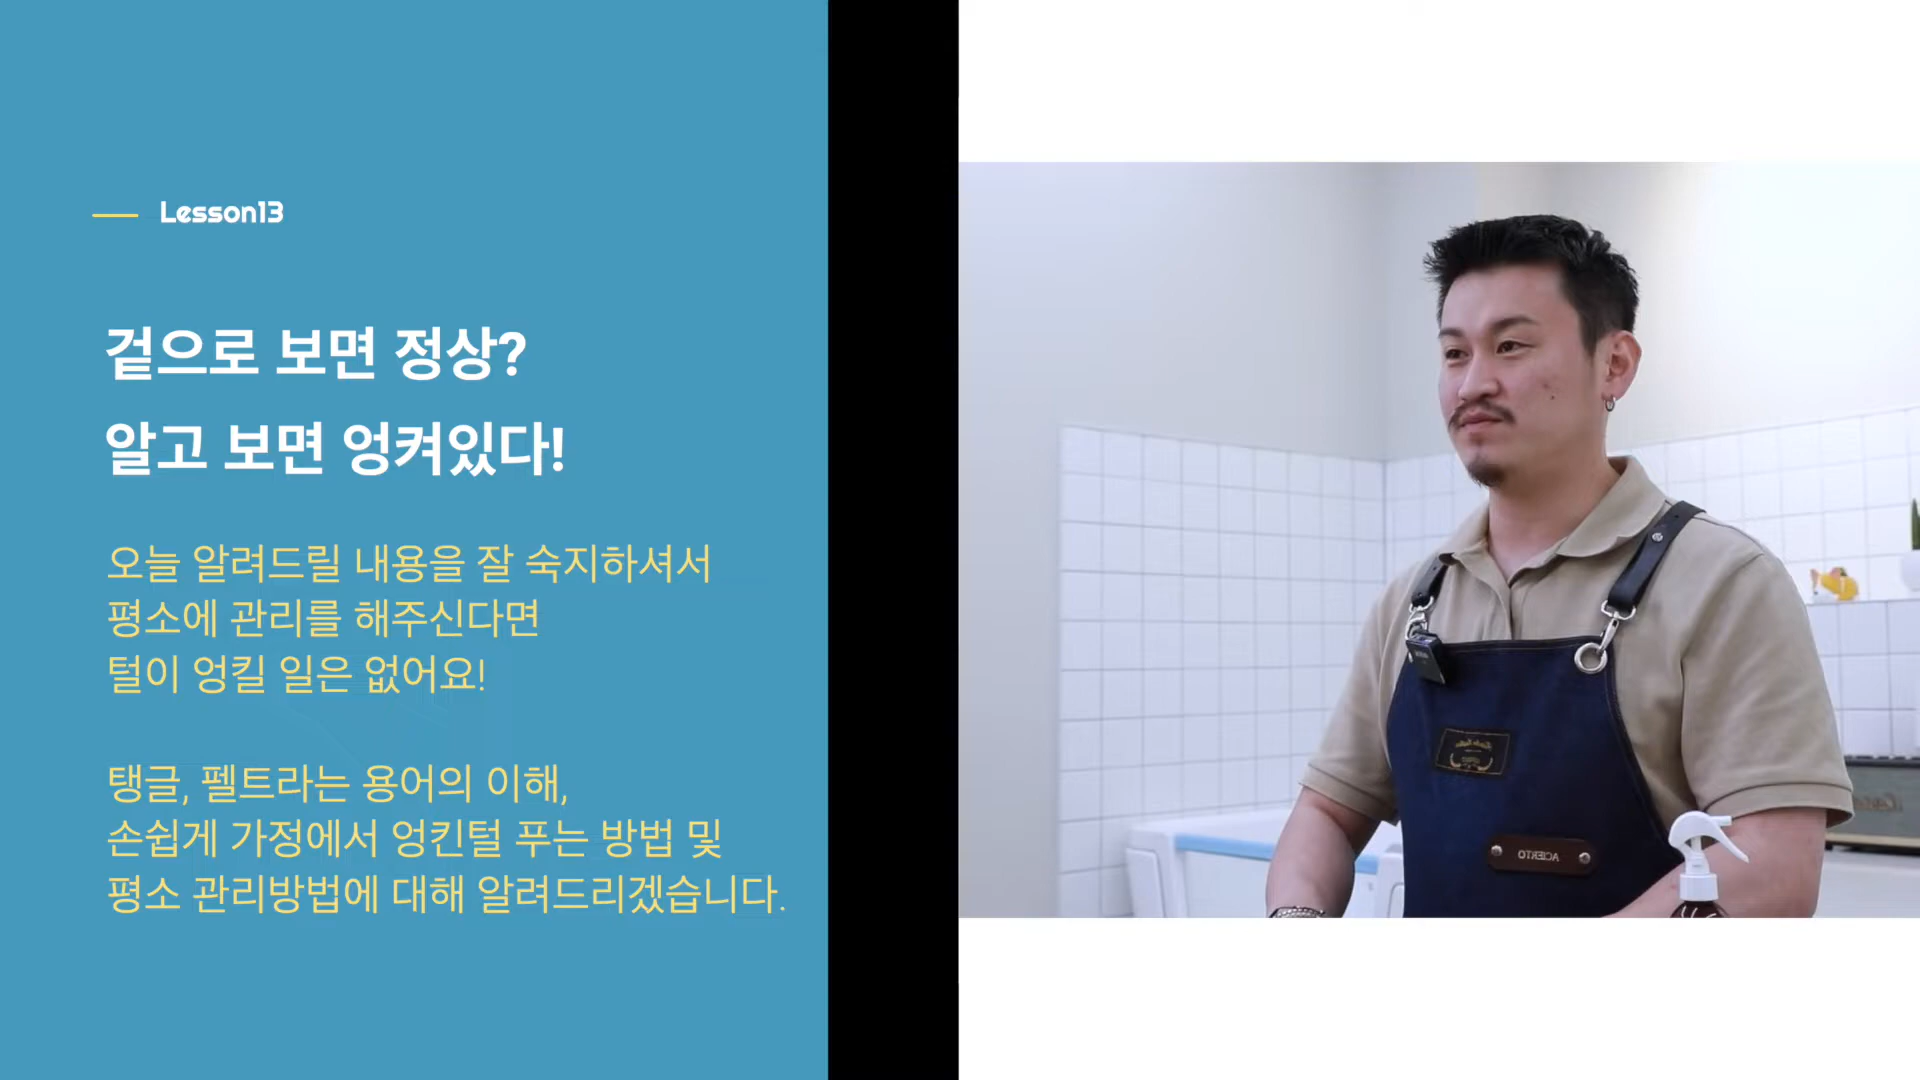 Lesson13
겉으로 보면 정상?
알고 보면 엉켜있다!
오늘 알려드릴 내용을 잘 숙지하셔서
평소에 관리를 해주신다면
털이 엉킬 일은 없어요!
탱글, 펠트라는 용어의 이해,
손쉽게 가정에서 엉킨털 푸는 방법 및
평소 관리방법에 대해 알려드리겠습니다.
ACIERTO